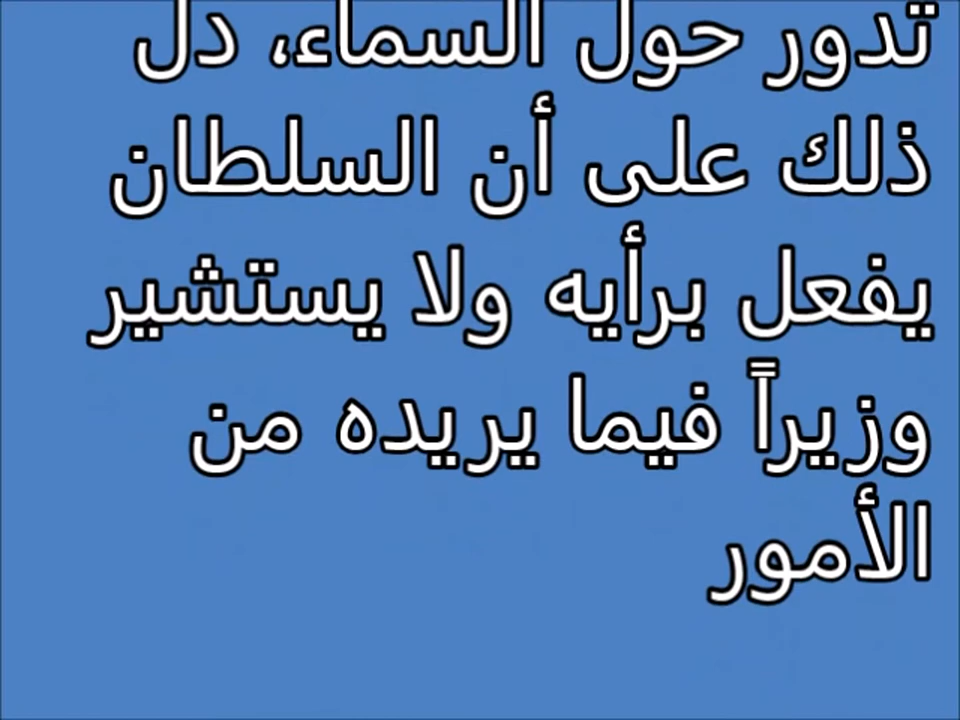 تدور حول السماء، دل
ذلك على أن السلطان
يفعل برأيه ولا يستشير
وزيراً فيما يريده من
الأمور